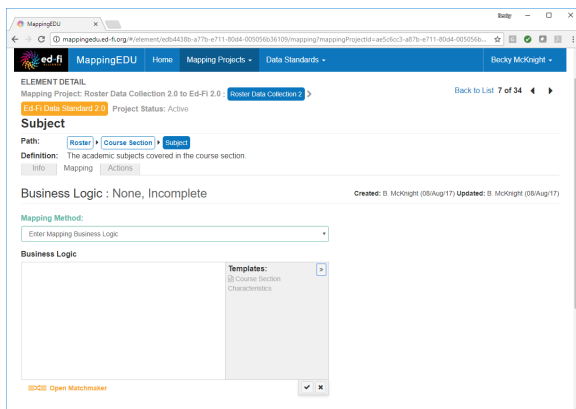 MappingEDU
Becky
mappingedu.ed-fi.org/#/element/edb4438b-a77b-e711-80d4-005056b36109/mapping?mappingProjectId=ae5c6cc3-a87b-e711-80d4-005056b...
ed-fi
ALLIANCE
MappingEDU Home Mapping Projects Data Standards Becky McKnight
ELEMENT DETAIL
Mapping Project: Roster Data Collection 2.0 to Ed-Fi 2.0 : Roster Data Collection 2
Back to List 7 of 34
Ed-Fi Data Standard 2.0 Project Status: Active
Subject
Path: Roster Course Section Subject
Definition: The academic subjects covered in the course section.
Info Mapping Actions
Business Logic : None, Incomplete
Created: B. McKnight (08/Aug/17) Updated: B. McKnight (08/Aug/17)
Mapping Method:
Enter Mapping Business Logic
Business Logic
Templates: »
Course Section
Characteristics
Open Matchmaker